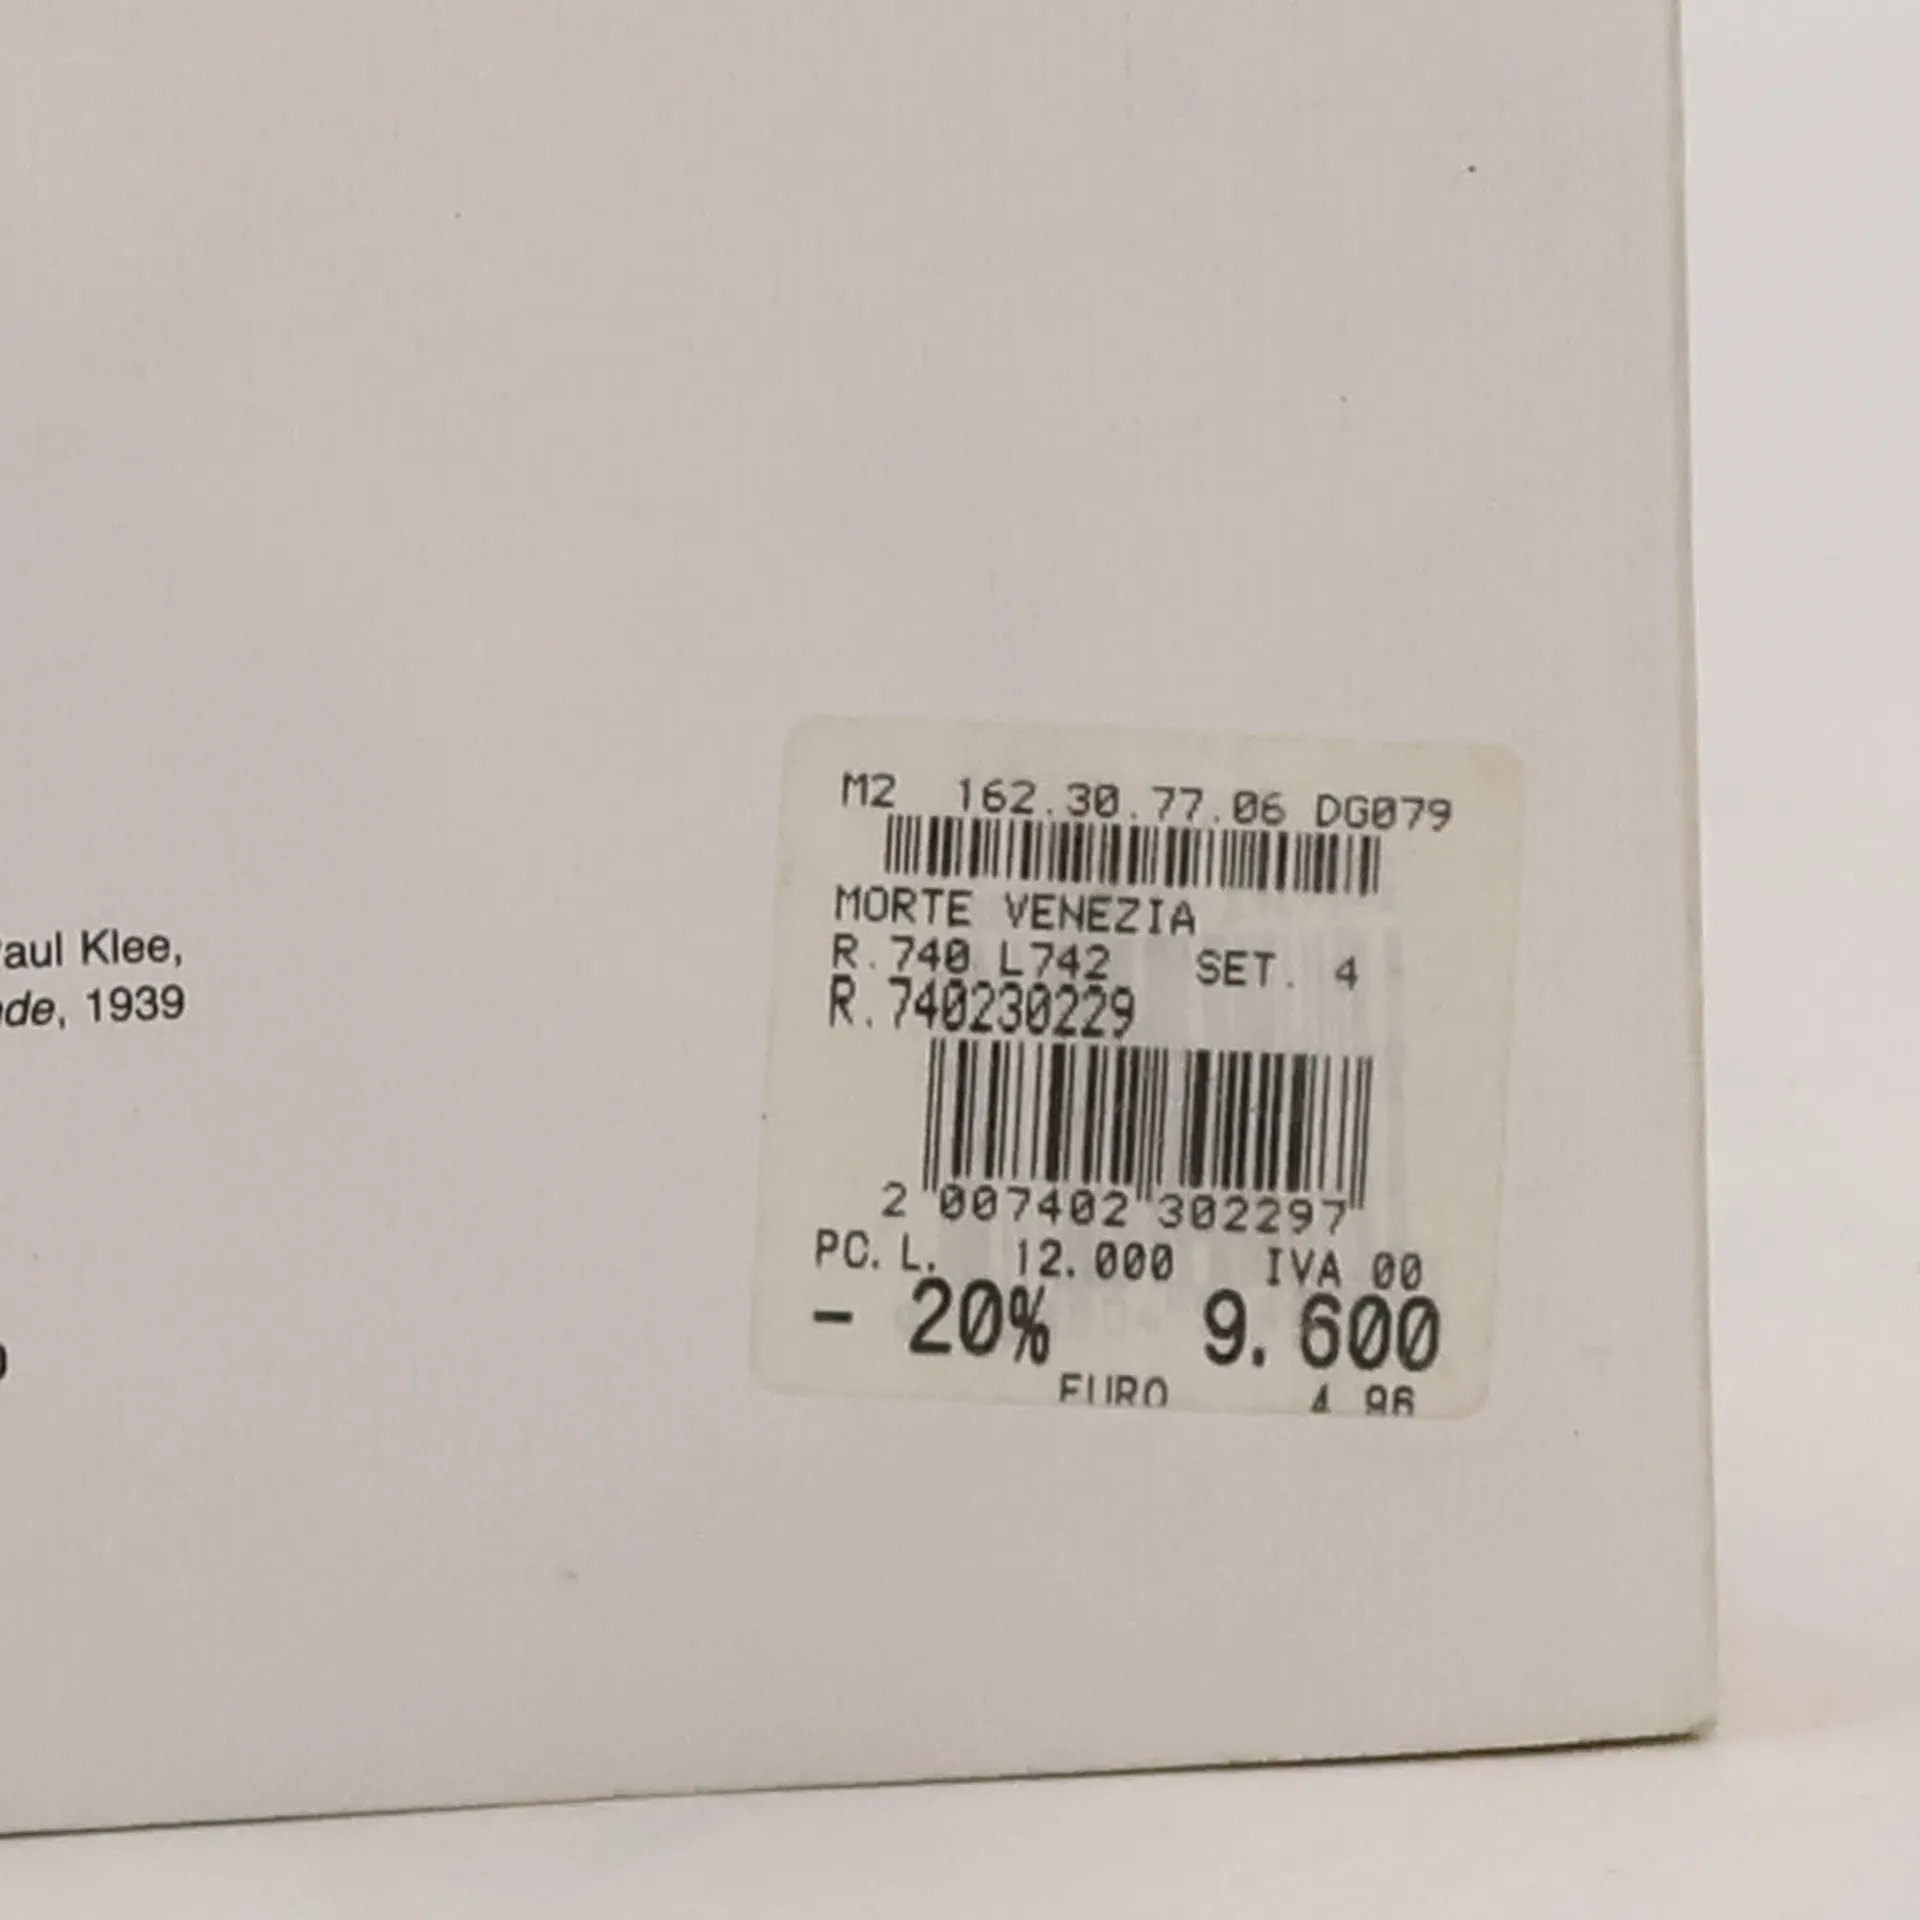 aul Klee,
de, 1939
M2 162.30.77.06 DG079
MORTE VENEZIA
R.740 L742 SET. 4
R.740230229
2 007402 302297
PC. L. 12.000 IVA 00
- 20% 9.600
EURO 4.96